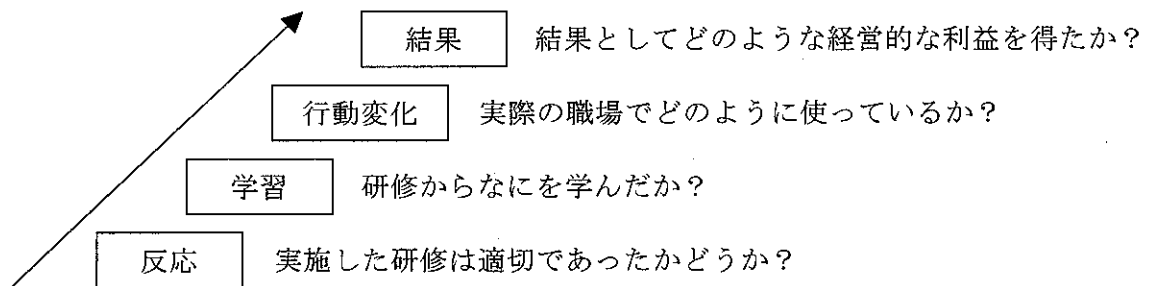 結果 結果としてどのような経営的な利益を得たか？
行動変化 実際の職場でどのように使っているか？
学習 研修からなにを学んだか？
反応 実施した研修は適切であったかどうか？